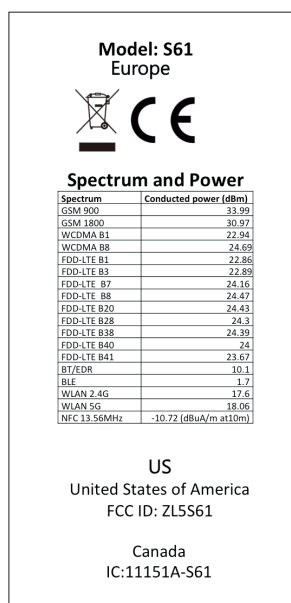 Model: S61
Europe
CE
Spectrum and Power
Spectrum Conducted power (dBm)
GSM 900 33.99
GSM 1800 30.97
WCDMA B1 22.94
WCDMA B8 24.69
FDD-LTE B1 22.86
FDD-LTE B3 22.89
FDD-LTE B7 24.16
FDD-LTE B8 24.47
FDD-LTE B20 24.43
FDD-LTE B28 24.3
FDD-LTE B38 24.39
FDD-LTE B40 24
FDD-LTE B41 23.67
BT/EDR 10.1
BLE 1.7
WLAN 2.4G 17.6
WLAN 5G 18.06
NFC 13.56MHz -10.72 (dBuA/m at10m)
US
United States of America
FCC ID: ZL5S61
Canada
IC:11151A-S61